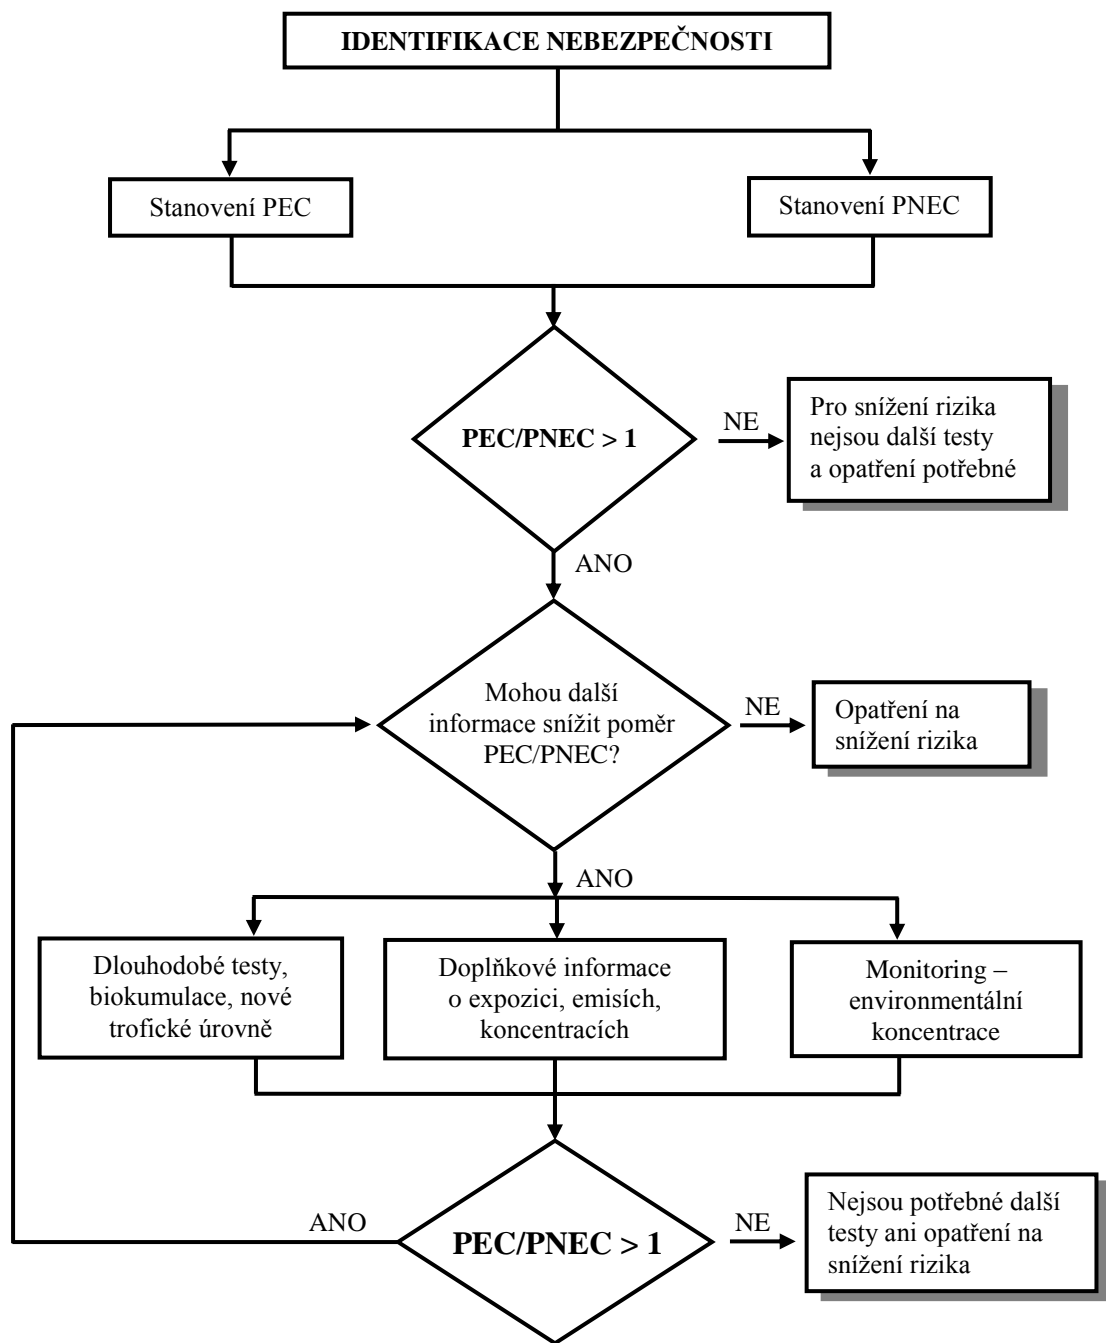 IDENTIFIKACE NEBEZPEČNOSTI
Stanovení PEC
Stanovení PNEC
PEC/PNEC > 1
NE
Pro snížení rizika
nejsou další testy
a opatření potřebné
ANO
Mohou další
informace snížit poměr
PEC/PNEC?
NE
Opatření na
snížení rizika
ANO
Dlouhodobé testy,
biokumulace, nové
trofické úrovně
Doplňkové informace
o expozici, emisích,
koncentracích
Monitoring –
environmentální
koncentrace
ANO
PEC/PNEC > 1
NE
Nejsou potřebné další
testy ani opatření na
snížení rizika